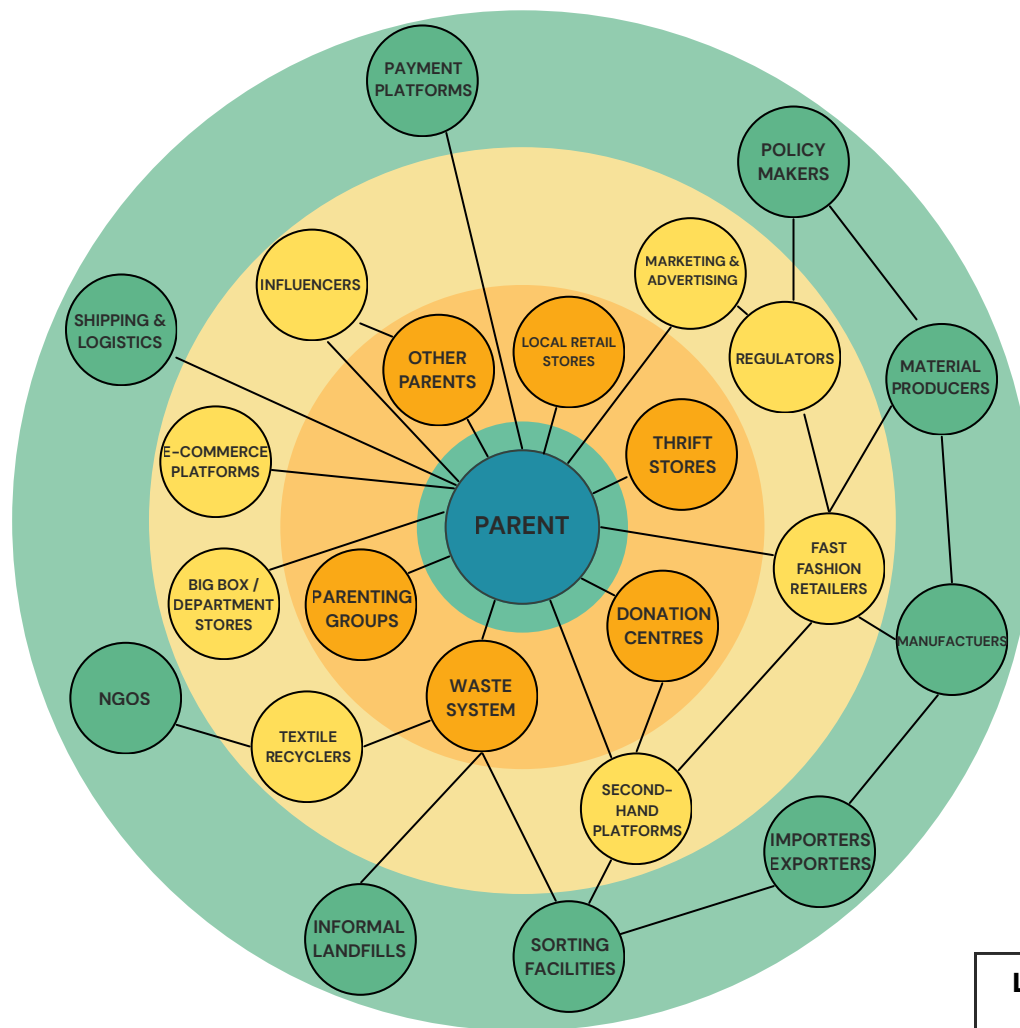 PAYMENT
PLATFORMS
POLICY
MAKERS
INFLUENCERS
MARKETING &
ADVERTISING
SHIPPING &
LOGISTICS
OTHER
PARENTS
LOCAL RETAIL
STORES
REGULATORS
MATERIAL
PRODUCERS
E-COMMERCE
PLATFORMS
THRIFT
STORES
PARENT
FAST
FASHION
RETAILERS
BIG BOX /
DEPARTMENT
STORES
PARENTING
GROUPS
DONATION
CENTRES
MANUFACTUERS
NGOS
WASTE
SYSTEM
TEXTILE
RECYCLERS
SECOND-
HAND
PLATFORMS
IMPORTERS
EXPORTERS
INFORMAL
LANDFILLS
SORTING
FACILITIES
L